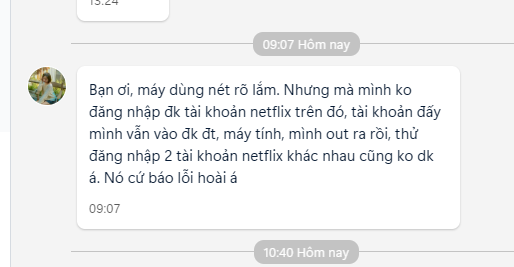 13:24
09:07 Hôm nay
Bạn ơi, máy dùng nét rõ lắm. Nhưng mà mình ko
đăng nhập đk tài khoản netflix trên đó, tài khoản đấy
mình vẫn vào đk đt, máy tính, mình out ra rồi, thử
đăng nhập 2 tài khoản netflix khác nhau cũng ko dk
á. Nó cứ báo lỗi hoài á
09:07
10:40 Hôm nay